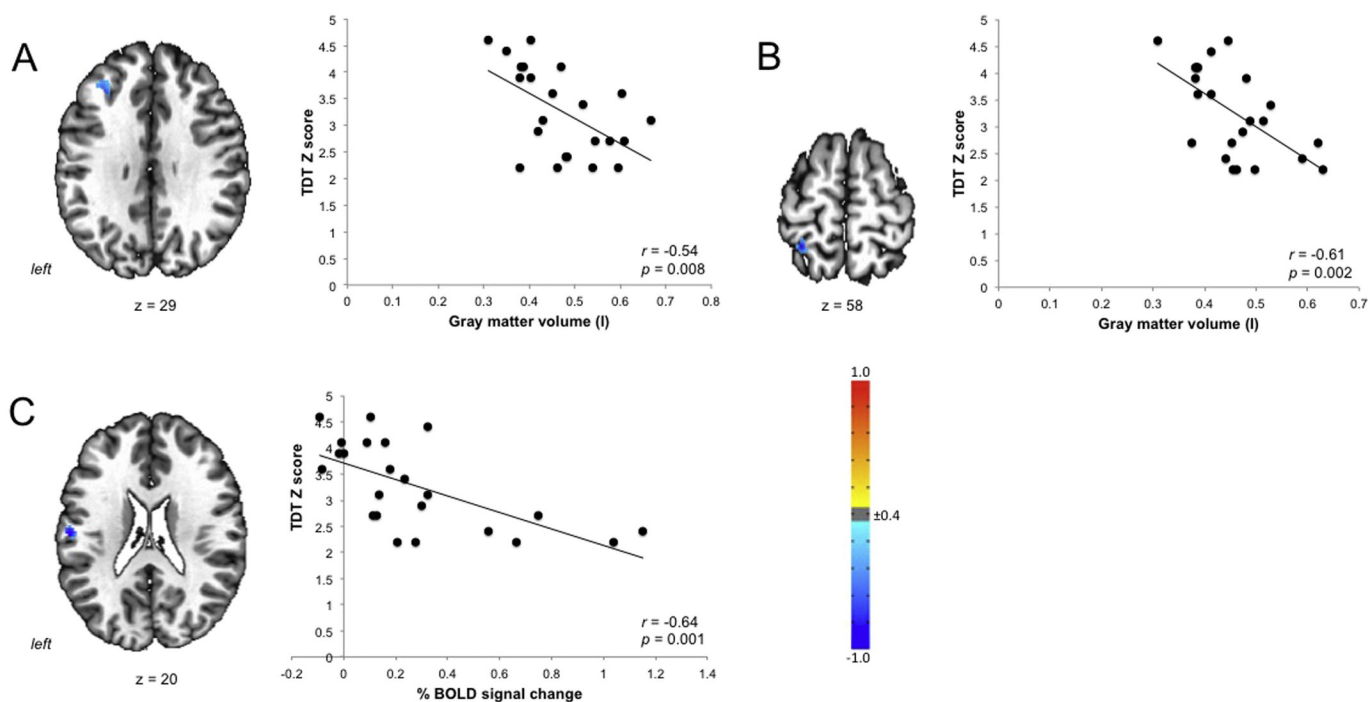 A
left
z = 29
TDT Z score
5
4.5
4
3.5
3
2.5
2
1.5
1
0.5
0
0 0.1 0.2 0.3 0.4 0.5 0.6 0.7 0.8
Gray matter volume (l)
r = -0.54
p = 0.008
B
z = 58
TDT Z score
5
4.5
4
3.5
3
2.5
2
1.5
1
0.5
0
0 0.1 0.2 0.3 0.4 0.5 0.6 0.7
Gray matter volume (l)
r = -0.61
p = 0.002
C
left
z = 20
TDT Z score
5
4.5
4
3.5
3
2.5
2
1.5
1
0.5
0
-0.2 0 0.2 0.4 0.6 0.8 1 1.2 1.4
% BOLD signal change
r = -0.64
p = 0.001
1.0
±0.4
-1.0